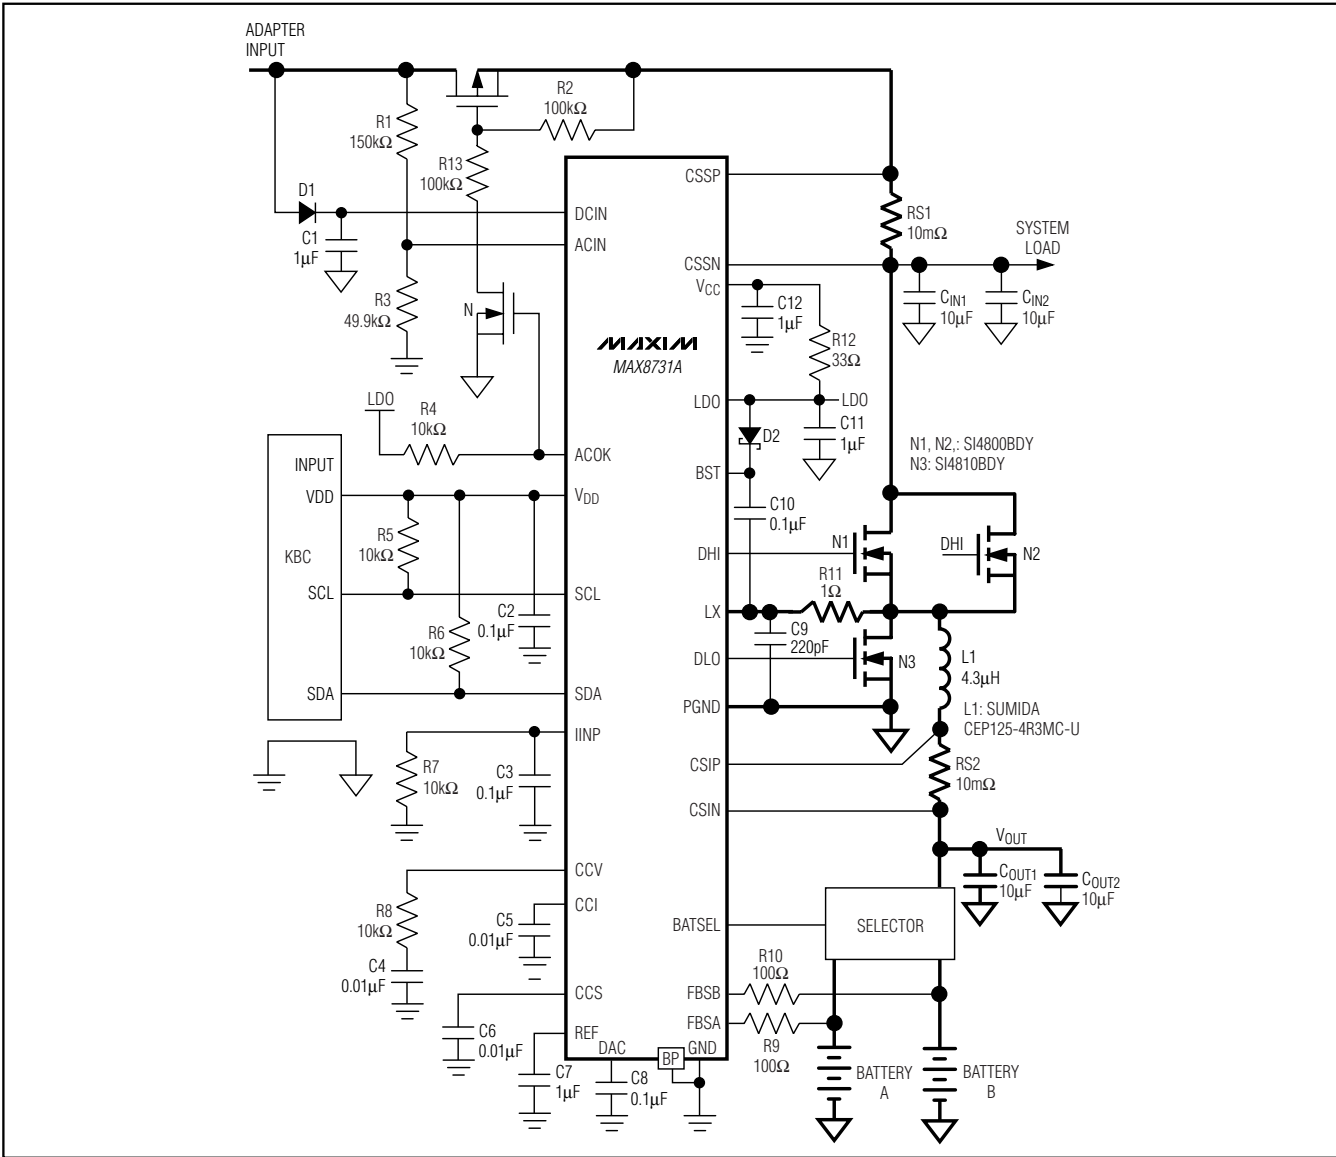 ADAPTER
INPUT
R1
150kΩ
R2
100kΩ
R13
100kΩ
D1
C1
1μF
R3
49.9kΩ
N
LDO
R4
10kΩ
INPUT
VDD
KBC
SCL
SDA
R5
10kΩ
R6
10kΩ
C2
0.1μF
R7
10kΩ
C3
0.1μF
R8
10kΩ
C4
0.01μF
C5
0.01μF
C6
0.01μF
C7
1μF
C8
0.1μF
DCIN
ACIN
ACOK
VDD
SCL
SDA
IINP
CCV
CCI
CCS
REF
DAC
BP
GND
MAXIM
MAX8731A
CSSP
CSSN
VCC
LDO
BST
DHI
LX
DLO
PGND
CSIP
CSIN
BATSEL
FBSB
FBSA
RS1
10mΩ
SYSTEM
LOAD
CIN1
10μF
CIN2
10μF
C12
1μF
R12
33Ω
LDO
D2
C11
1μF
C10
0.1μF
N1, N2,: SI4800BDY
N3: SI4810BDY
N1
DHI
N2
R11
1Ω
C9
220pF
N3
L1
4.3μH
L1: SUMIDA
CEP125-4R3MC-U
RS2
10mΩ
VOUT
COUT1
10μF
COUT2
10μF
SELECTOR
R10
100Ω
R9
100Ω
BATTERY
A
BATTERY
B